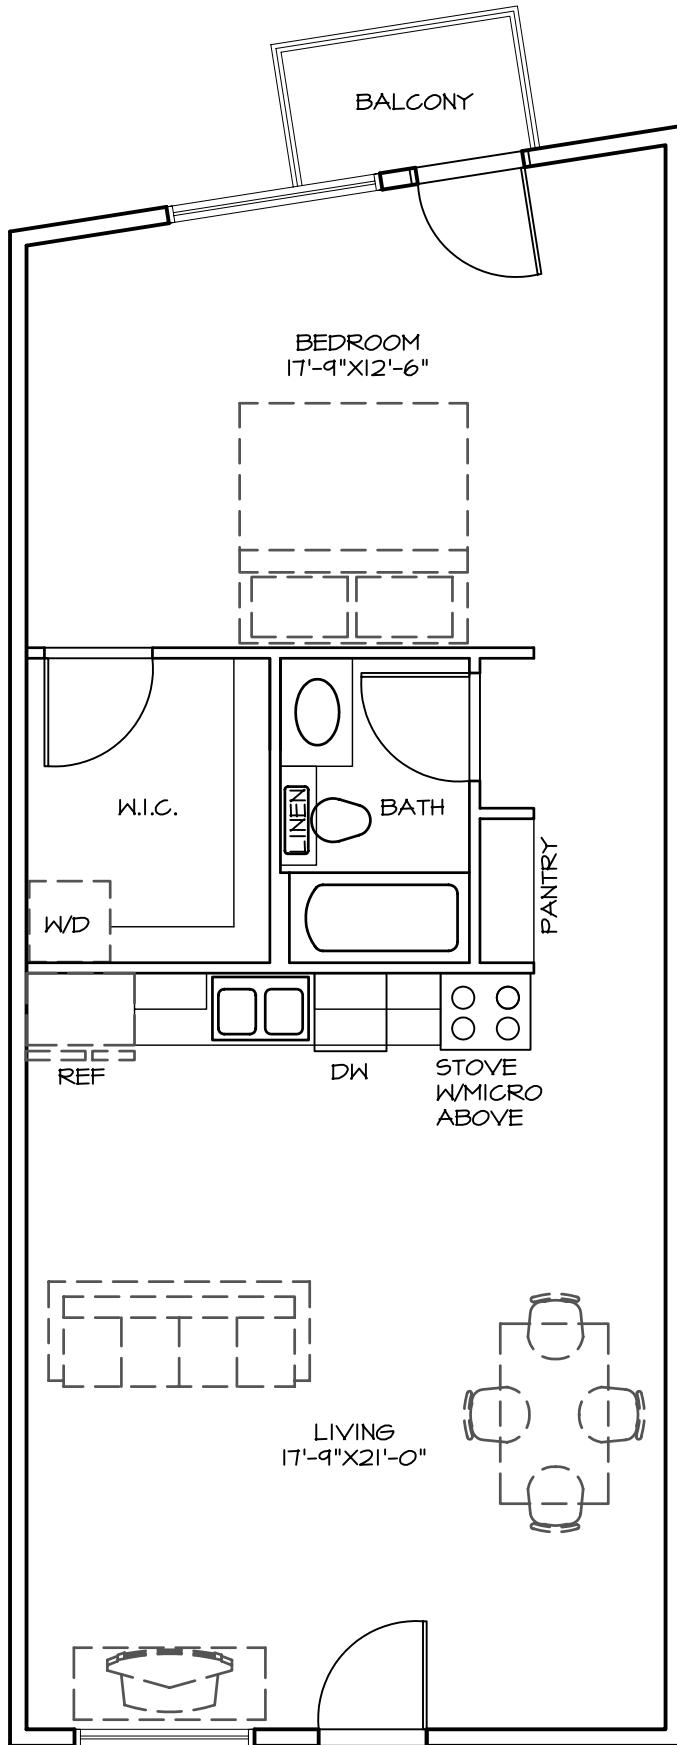 BALCONY
BEDROOM
17'-9"X12'-6"
W.I.C.
LINEN
BATH
PANTRY
W/D
REF
DW
STOVE
W/MICRO
ABOVE
LIVING
17'-9"X21'-0"